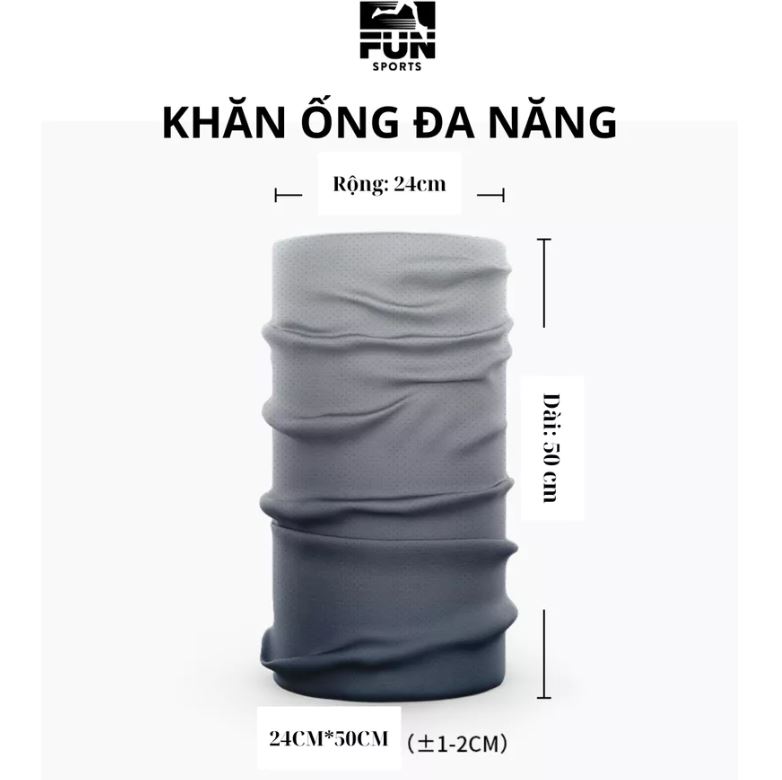 FUN
SPORTS
KHĂN ỐNG ĐA NĂNG
Rộng: 24cm
Dài: 50 cm
24CM*50CM (±1-2CM)